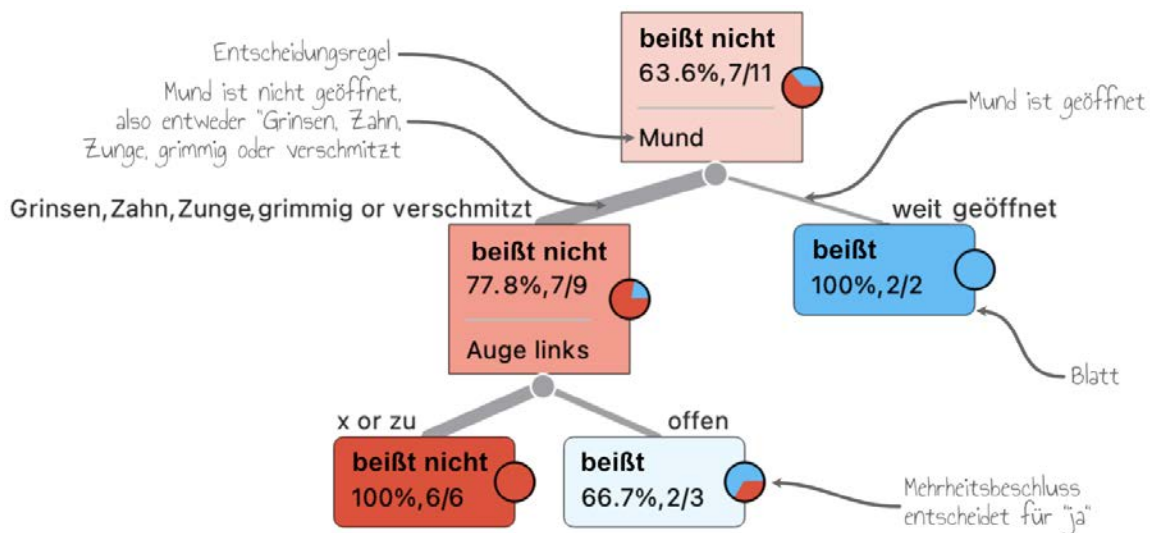 beißt nicht
63.6%,7/11
Mund
Entscheidungsregel
Mund ist nicht geöffnet,
also entweder "Grinsen, Zahn,
Zunge, grimmig oder verschmitzt
Mund ist geöffnet
Grinsen,Zahn,Zunge,grimmig or verschmitzt
weit geöffnet
beißt nicht
77.8%,7/9
Auge links
beißt
100%,2/2
Blatt
x or zu
offen
beißt nicht
100%,6/6
beißt
66.7%,2/3
Mehrheitsbeschluss
entscheidet für "ja"